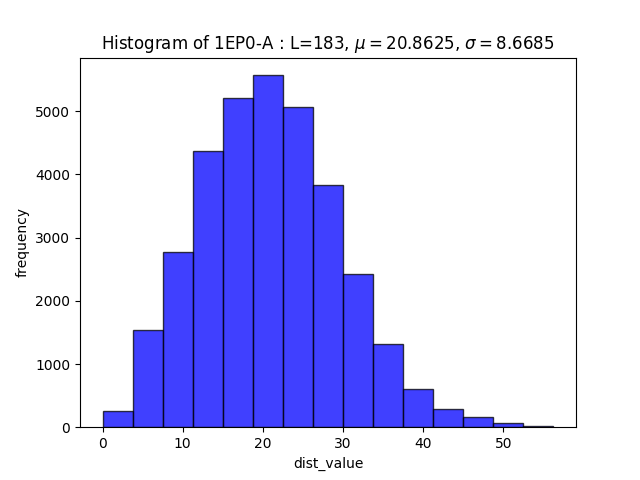 Histogram of 1EP0-A : L=183, μ = 20.8625, σ = 8.6685
5000
4000
3000
2000
1000
0
frequency
0 10 20 30 40 50
dist_value